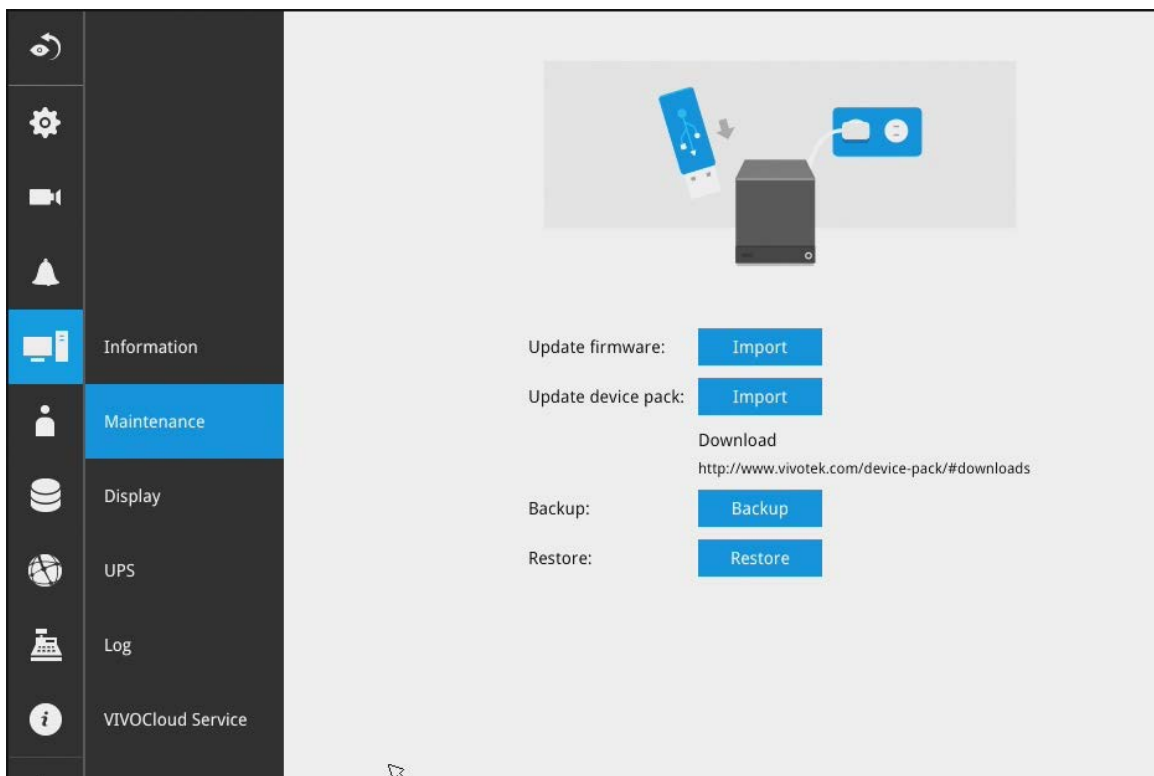 Information
Maintenance
Display
UPS
Log
VIVOCloud Service
Update firmware: Import
Update device pack: Import
Download
http://www.vivotek.com/device-pack/#downloads
Backup: Backup
Restore: Restore